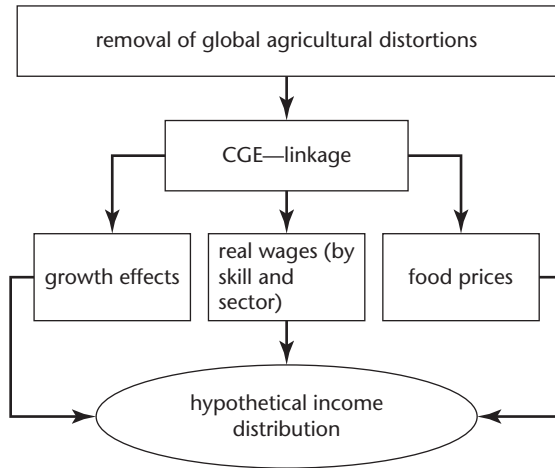 removal of global agricultural distortions
CGE—linkage
growth effects
real wages (by
skill and
sector)
food prices
hypothetical income
distribution